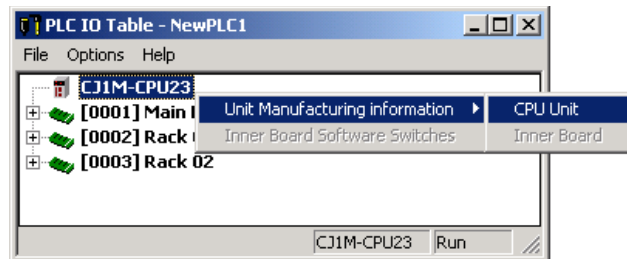 PLC IO Table - NewPLC1
File Options Help
CJ1M-CPU23
[0001] Main
Unit Manufacturing information
CPU Unit
[0002] Rack
Inner Board Software Switches
Inner Board
[0003] Rack 02
CJ1M-CPU23 Run